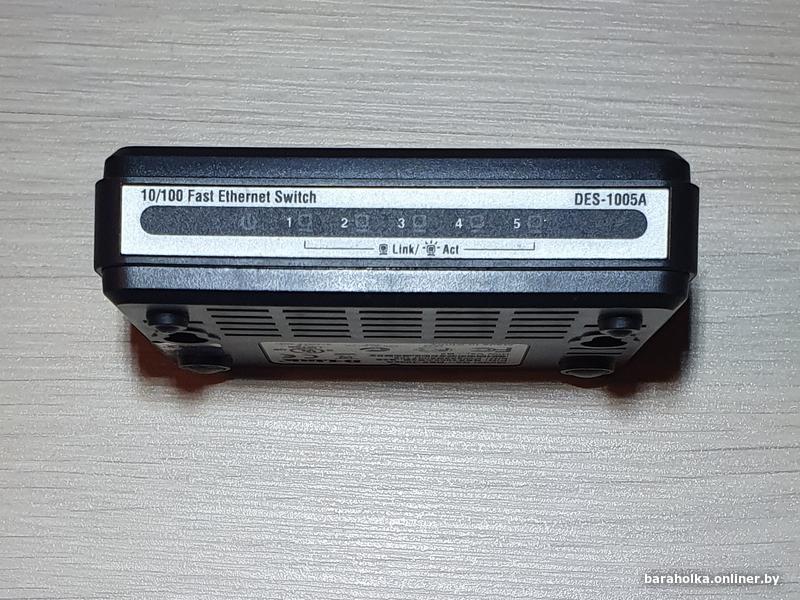 10/100 Fast Ethernet Switch
DES-1005A
1 2 3 4 5
Link/ Act
baraholka.onliner.by